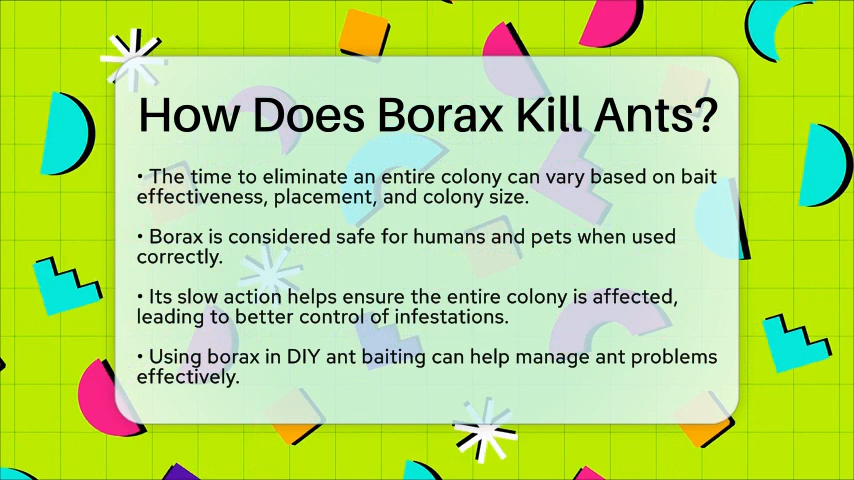 How Does Borax Kill Ants?
• The time to eliminate an entire colony can vary based on bait
effectiveness, placement, and colony size.
• Borax is considered safe for humans and pets when used
correctly.
• Its slow action helps ensure the entire colony is affected,
leading to better control of infestations.
• Using borax in DIY ant baiting can help manage ant problems
effectively.